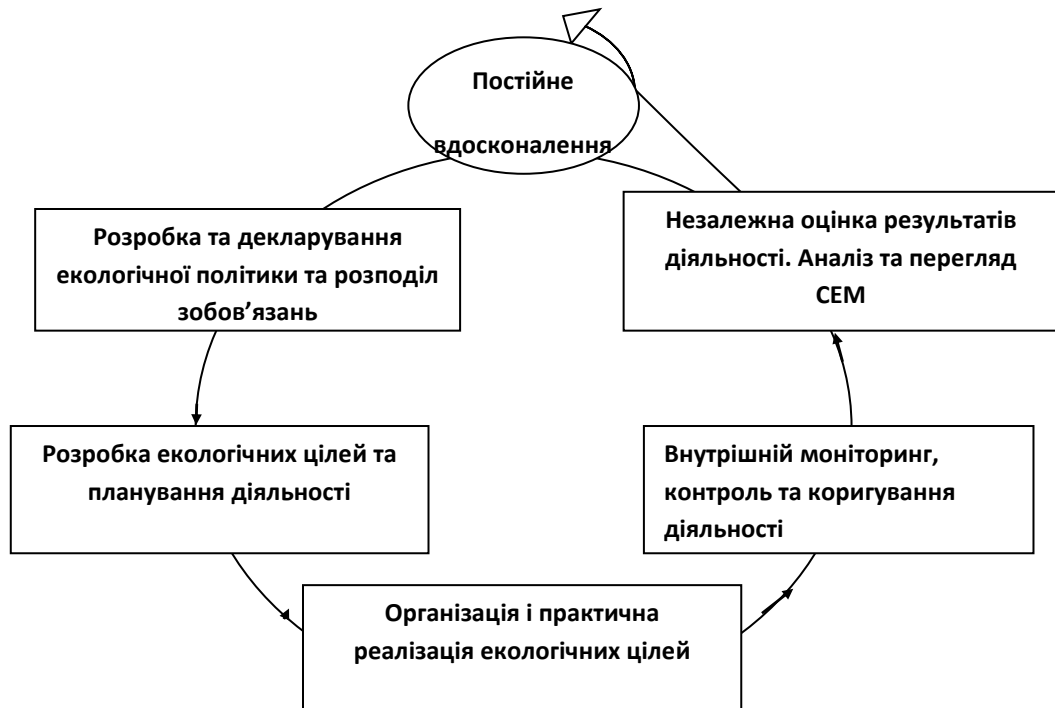 Постійне
вдосконалення
Розробка та декларування
екологічної політики та розподіл
зобов’язань
Незалежна оцінка результатів
діяльності. Аналіз та перегляд
СЕМ
Розробка екологічних цілей та
планування діяльності
Внутрішній моніторинг,
контроль та коригування
діяльності
Організація і практична
реалізація екологічних цілей